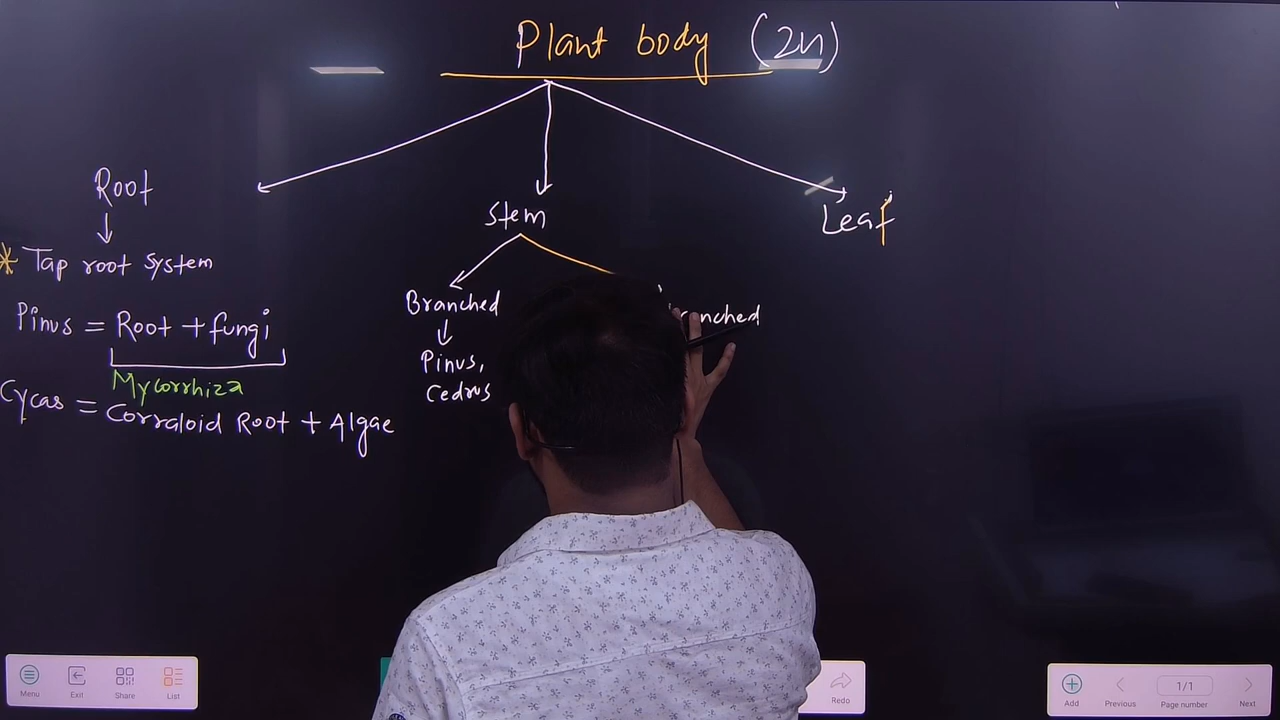 Plant body (2n)
Root
Stem
Leaf
* Tap root system
Pinus = Root + fungi
Mycorrhiza
Cycas = Corraloid Root + Algae
Branched
Pinus,
Cedrus
ranched
Menu
Exit
Share
List
Redo
Add
Previous
1/1
Page number
Next